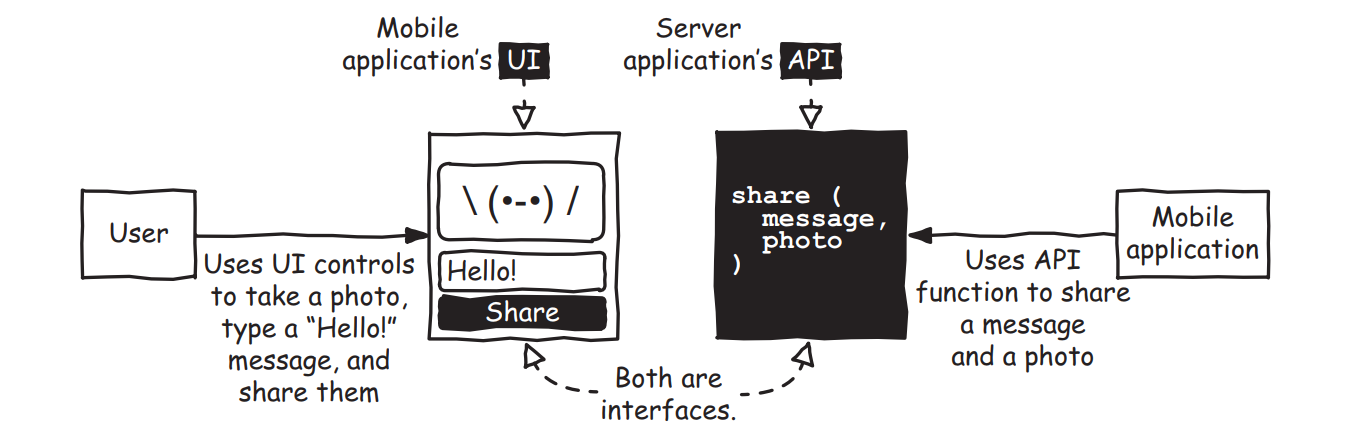 Mobile
application's UI
Server
application's API
User
Uses UI controls
to take a photo,
type a “Hello!”
message, and
share them
\ (•-•) /
Hello!
Share
share (
message,
photo
)
Mobile
application
Uses API
function to share
a message
and a photo
Both are
interfaces.